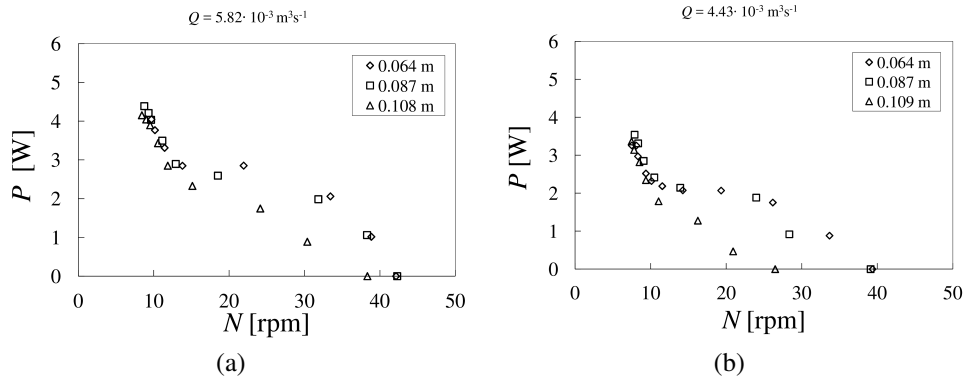 Q = 5.82· 10-3 m3s-1
6
5
4
3
2
1
0
P [W]
0.064 m
0.087 m
0.108 m
0 10 20 30 40 50
N [rpm]
(a)
Q = 4.43· 10-3 m3s-1
6
5
4
3
2
1
0
P [W]
0.064 m
0.087 m
0.109 m
0 10 20 30 40 50
N [rpm]
(b)